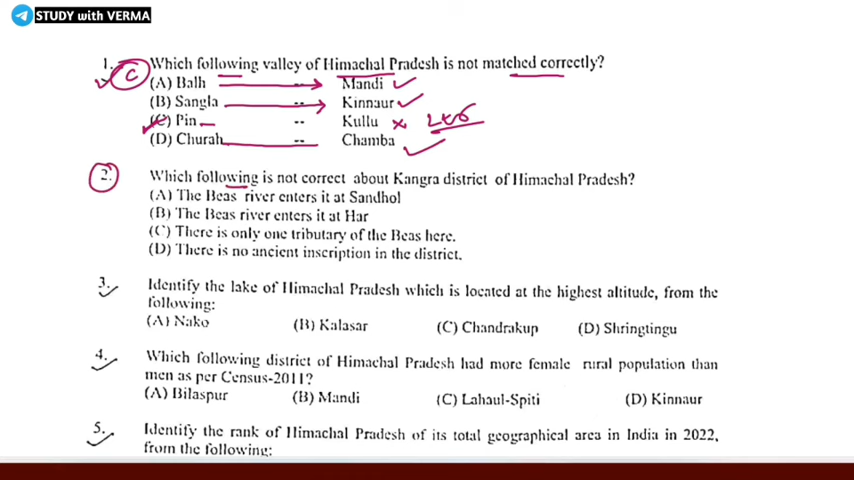 STUDY with VERMA
1. Which following valley of Himachal Pradesh is not matched correctly?
C
(A) Balh -- Mandi
(B) Sangla -- Kinnaur
(C) Pin -- Kullu × L&S
(D) Churah -- Chamba
2. Which following is not correct about Kangra district of Himachal Pradesh?
(A) The Beas river enters it at Sandhol
(B) The Beas river enters it at Har
(C) There is only one tributary of the Beas here.
(D) There is no ancient inscription in the district.
3. Identify the lake of Himachal Pradesh which is located at the highest altitude, from the
following:
(A) Nako (B) Kalasar (C) Chandrakup (D) Shringtingu
4. Which following district of Himachal Pradesh had more female rural population than
men as per Census-2011?
(A) Bilaspur (B) Mandi (C) Lahaul-Spiti (D) Kinnaur
5. Identify the rank of Himachal Pradesh of its total geographical area in India in 2022,
from the following: